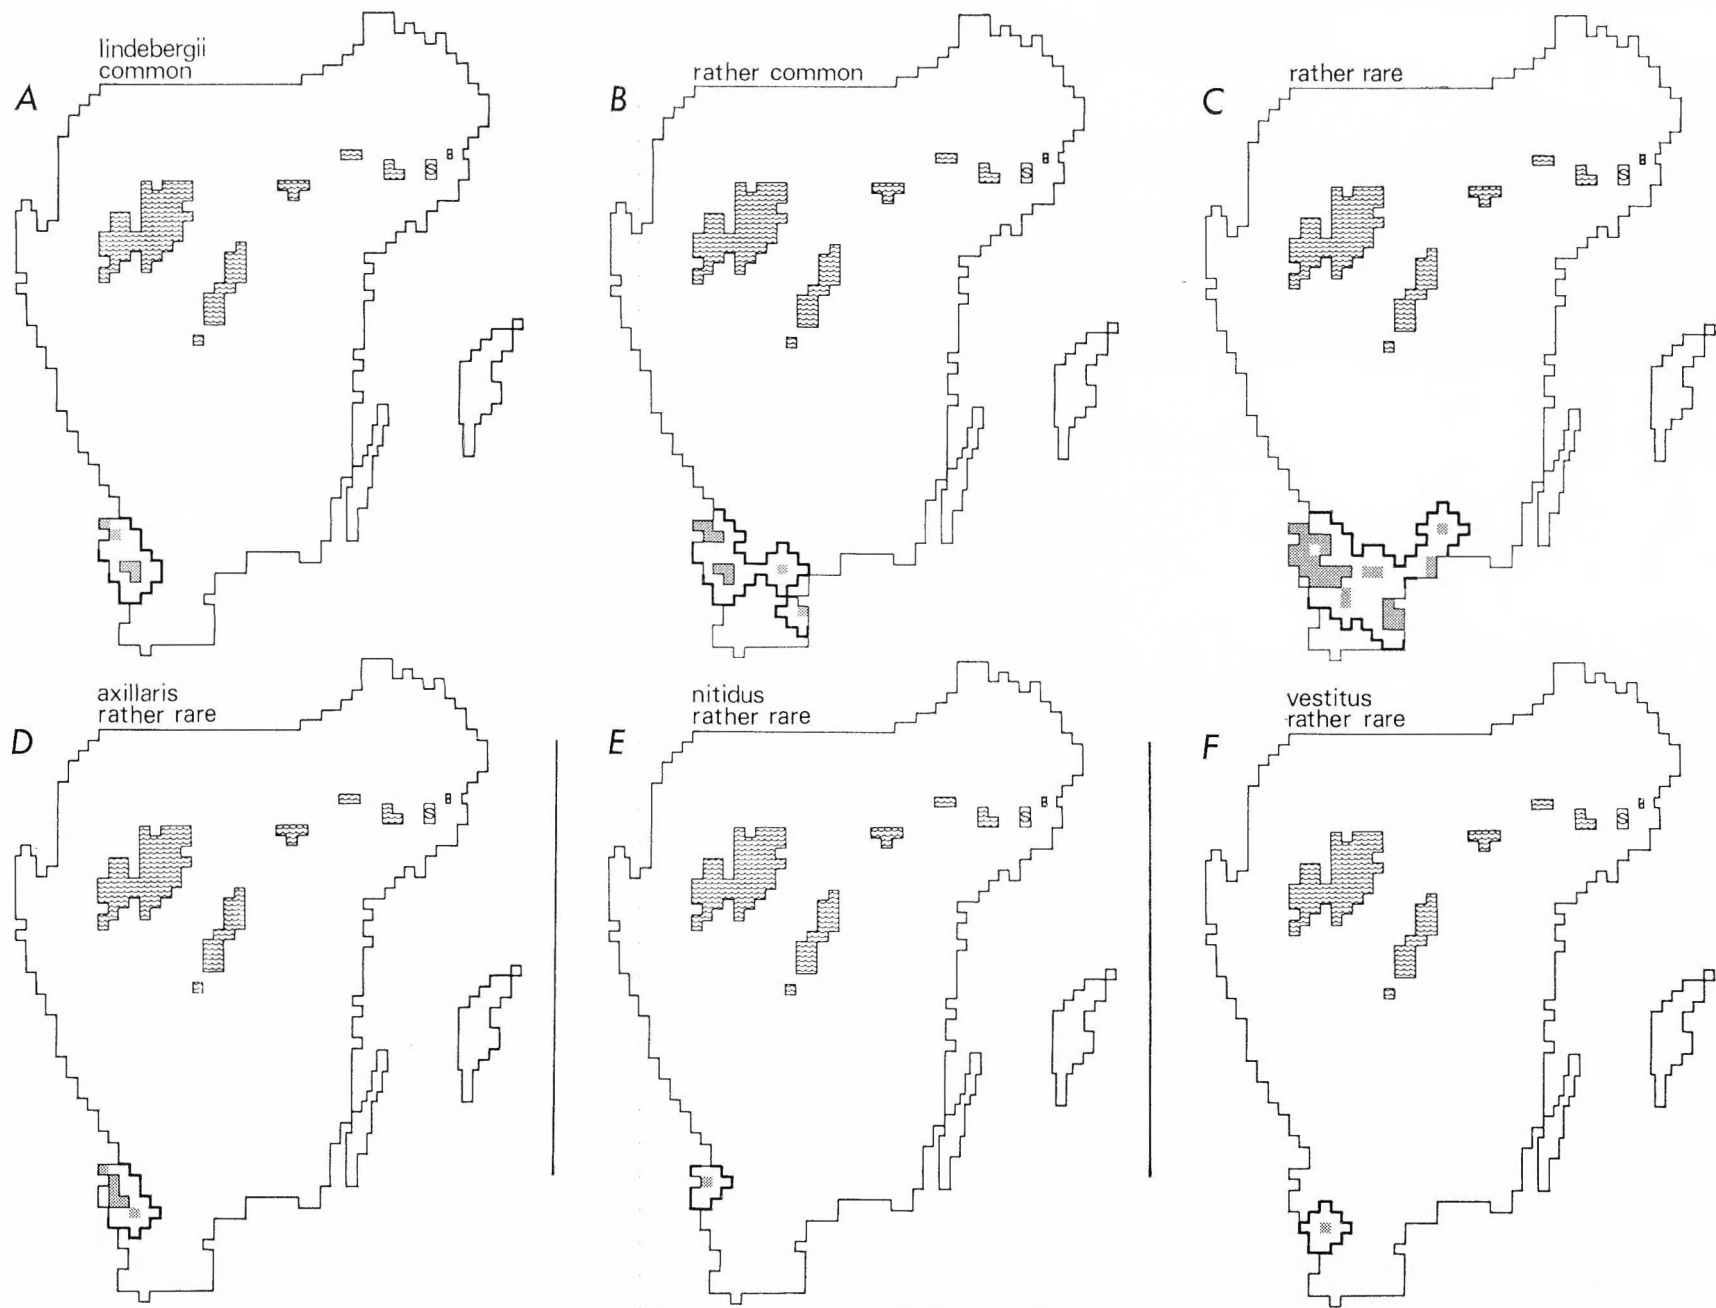 A
lindebergii
common
B
rather common
C
rather rare
D
axillaris
rather rare
E
nitidus
rather rare
F
vestitus
rather rare